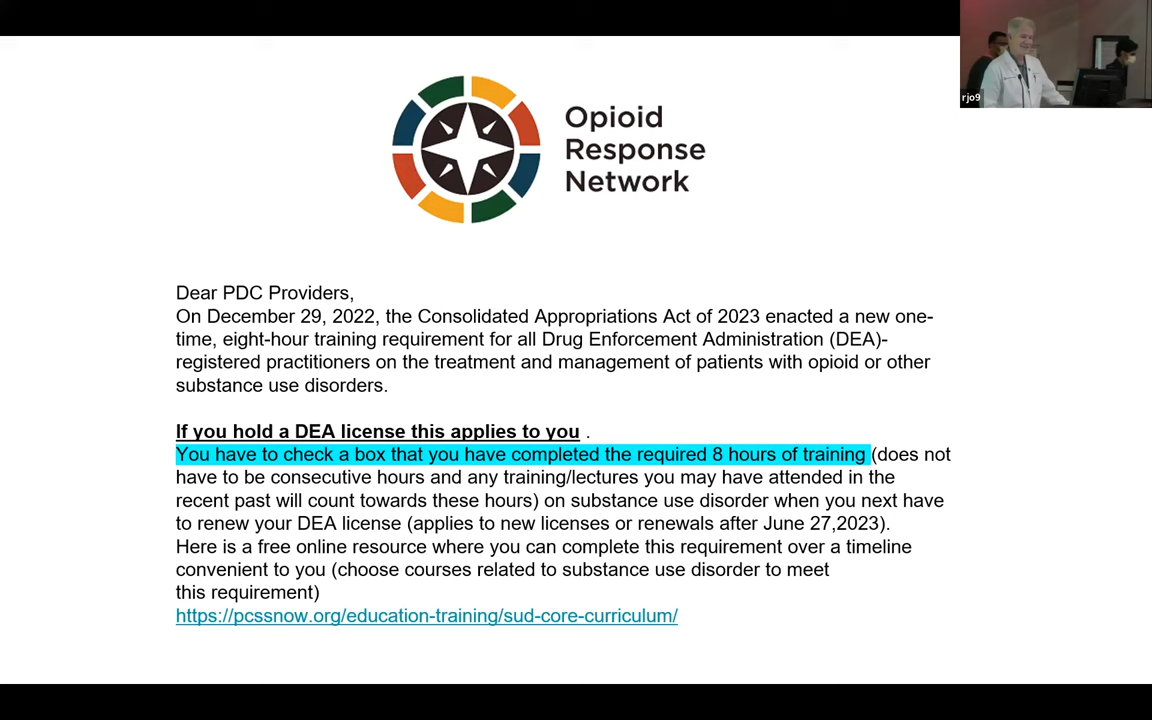 rjo9
Opioid
Response
Network
Dear PDC Providers,
On December 29, 2022, the Consolidated Appropriations Act of 2023 enacted a new one-
time, eight-hour training requirement for all Drug Enforcement Administration (DEA)-
registered practitioners on the treatment and management of patients with opioid or other
substance use disorders.
If you hold a DEA license this applies to you .
You have to check a box that you have completed the required 8 hours of training (does not
have to be consecutive hours and any training/lectures you may have attended in the
recent past will count towards these hours) on substance use disorder when you next have
to renew your DEA license (applies to new licenses or renewals after June 27,2023).
Here is a free online resource where you can complete this requirement over a timeline
convenient to you (choose courses related to substance use disorder to meet
this requirement)
https://pcssnow.org/education-training/sud-core-curriculum/